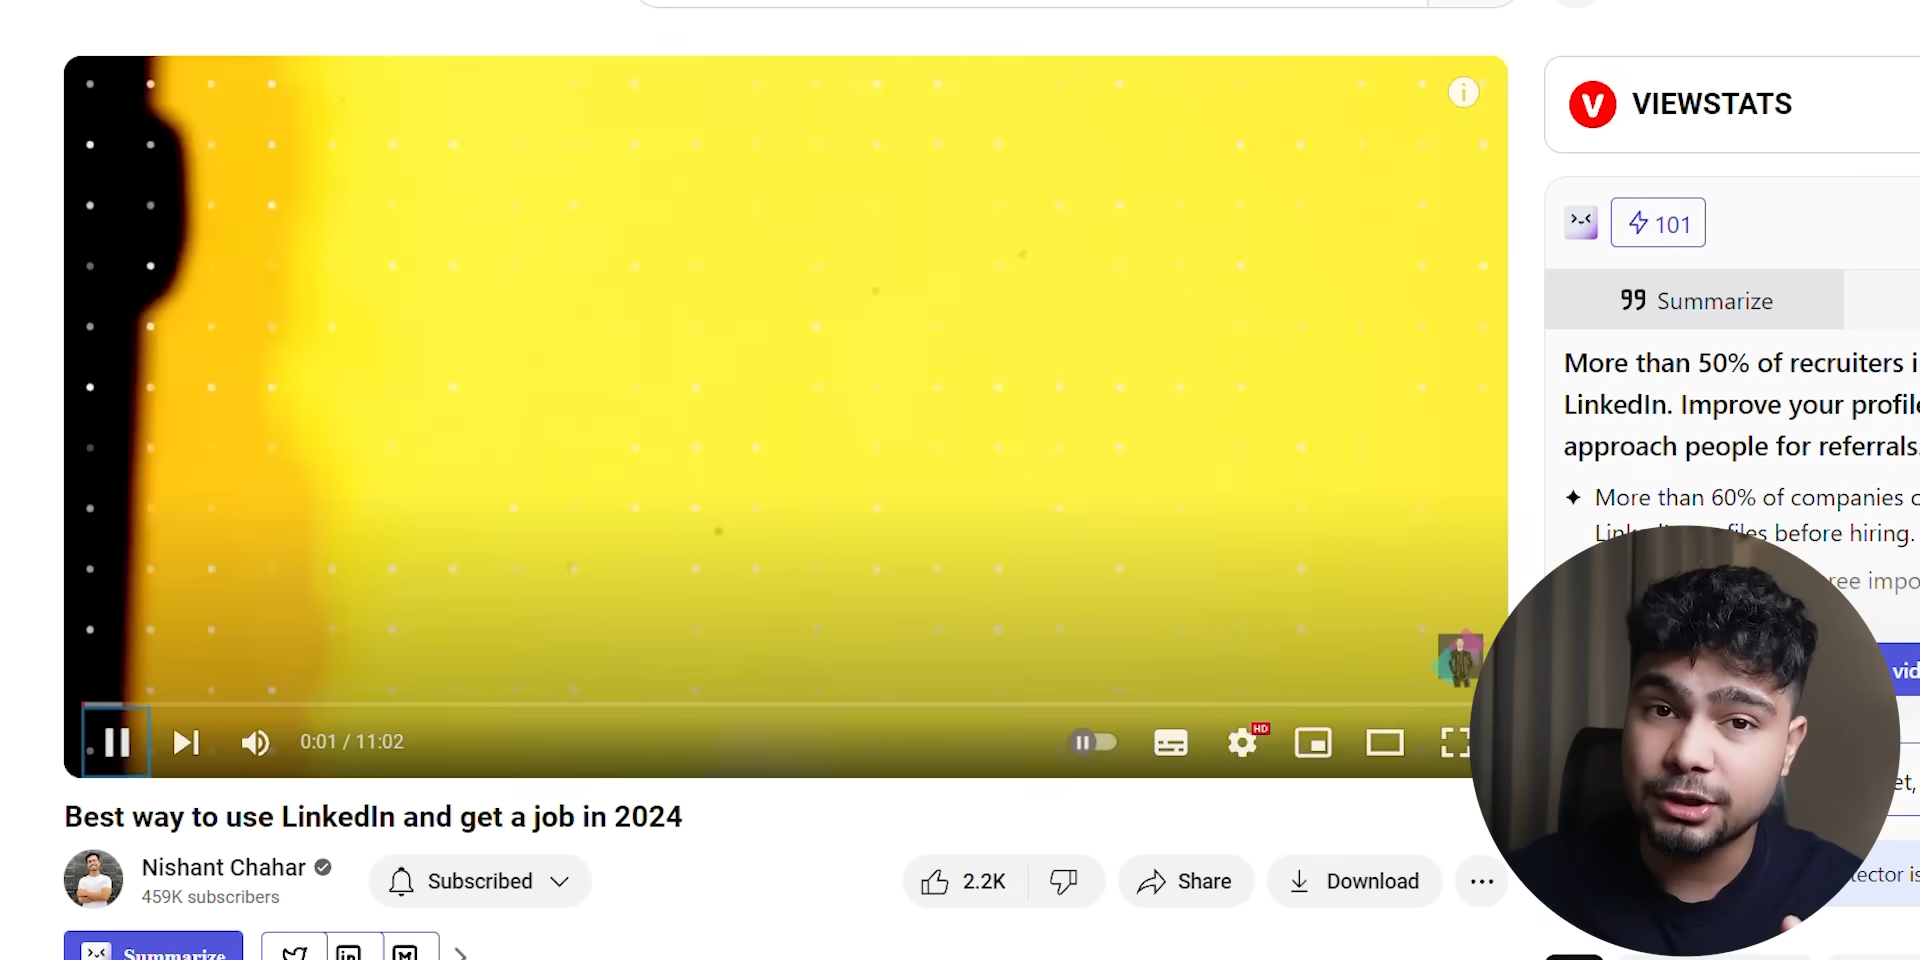 VIEWSTATS
101
Summarize
More than 50% of recruiters
LinkedIn. Improve your
approach people for referrals.
More than 60% of companies
before hiring.
HD
0:01 / 11:02
Best way to use LinkedIn and get a job in 2024
Nishant Chahar
459K subscribers
Subscribed
2.2K
Share
Download
Summarize